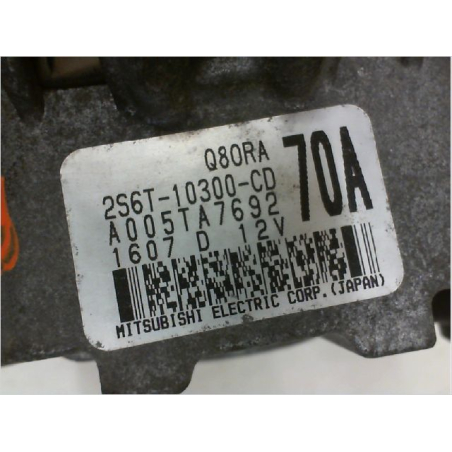 Q80RA
70A
2S6T-10300-CD
A005TA7692
1607 D 12V
MITSUBISHI ELECTRIC CORP.(JAPAN)